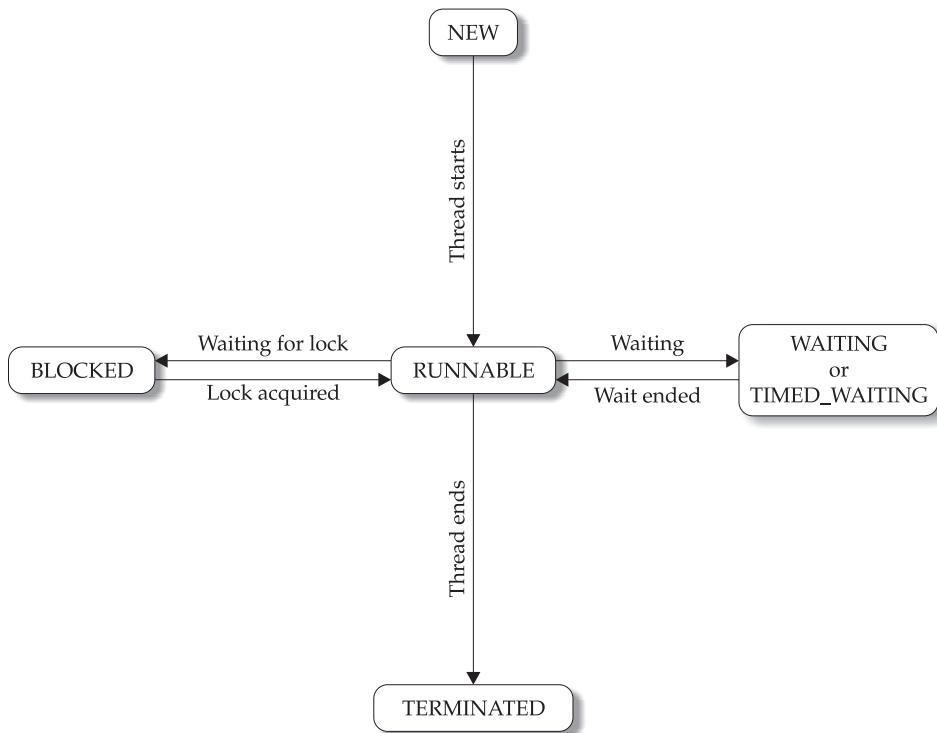 NEW
Thread starts
Waiting for lock
Waiting
BLOCKED
RUNNABLE
WAITING
or
TIMED_WAITING
Lock acquired
Wait ended
Thread ends
TERMINATED